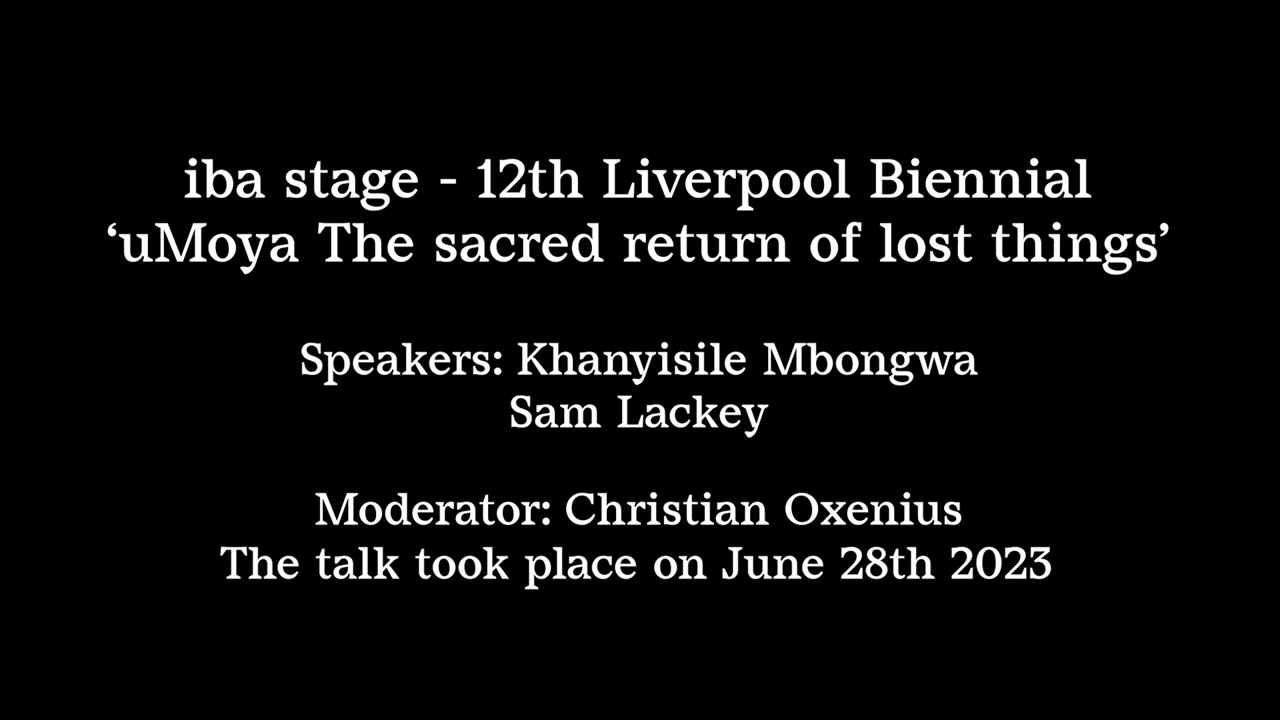 iba stage - 12th Liverpool Biennial
‘uMoya The sacred return of lost things’
Speakers: Khanyisile Mbongwa
Sam Lackey
Moderator: Christian Oxenius
The talk took place on June 28th 2023